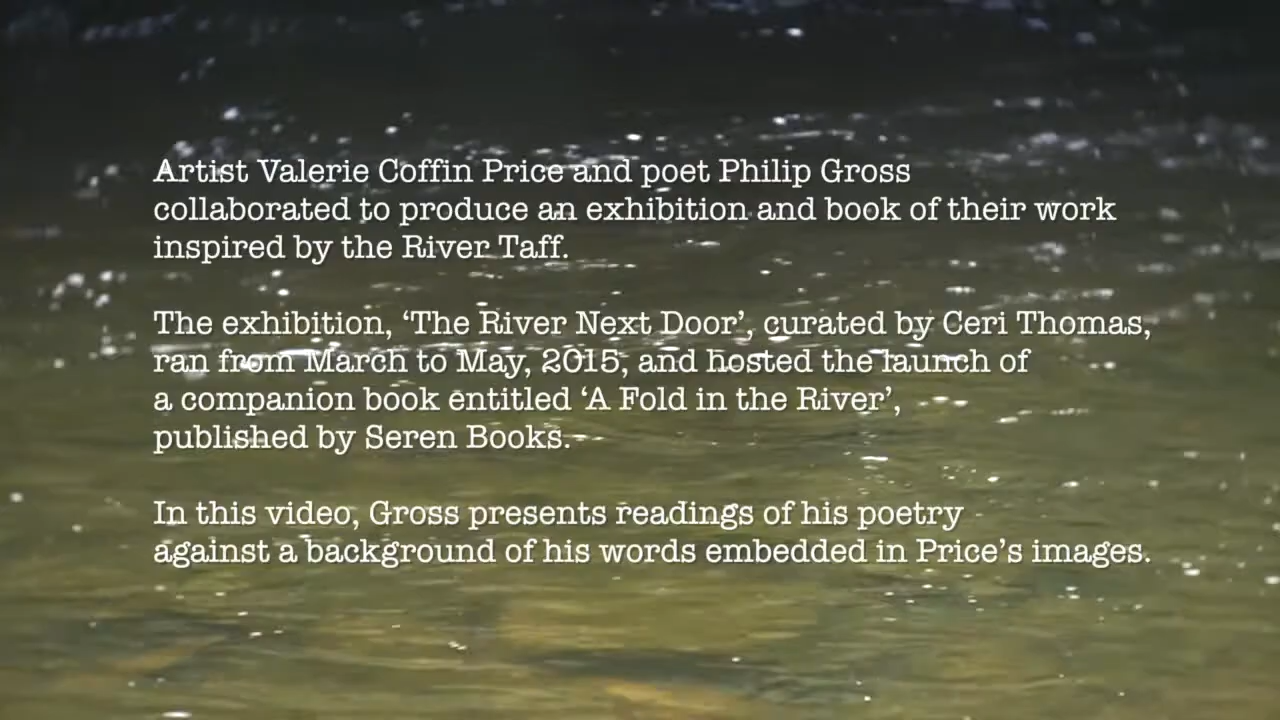 Artist Valerie Coffin Price and poet Philip Gross
collaborated to produce an exhibition and book of their work
inspired by the River Taff.
The exhibition, ‘The River Next Door’, curated by Ceri Thomas,
ran from March to May, 2015, and hosted the launch of
a companion book entitled ‘A Fold in the River’,
published by Seren Books.
In this video, Gross presents readings of his poetry
against a background of his words embedded in Price’s images.